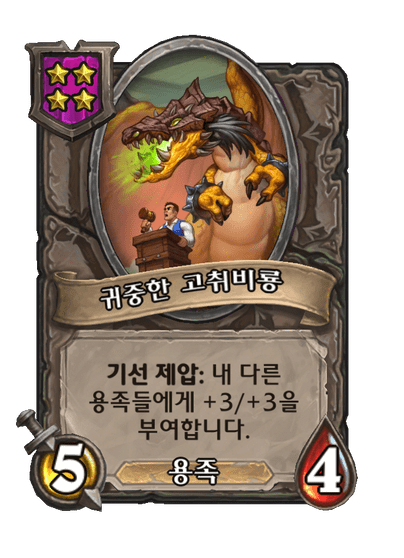 귀중한 고취비룡
기선 제압: 내 다른
용족들에게 +3/+3을
부여합니다.
5
용족
4